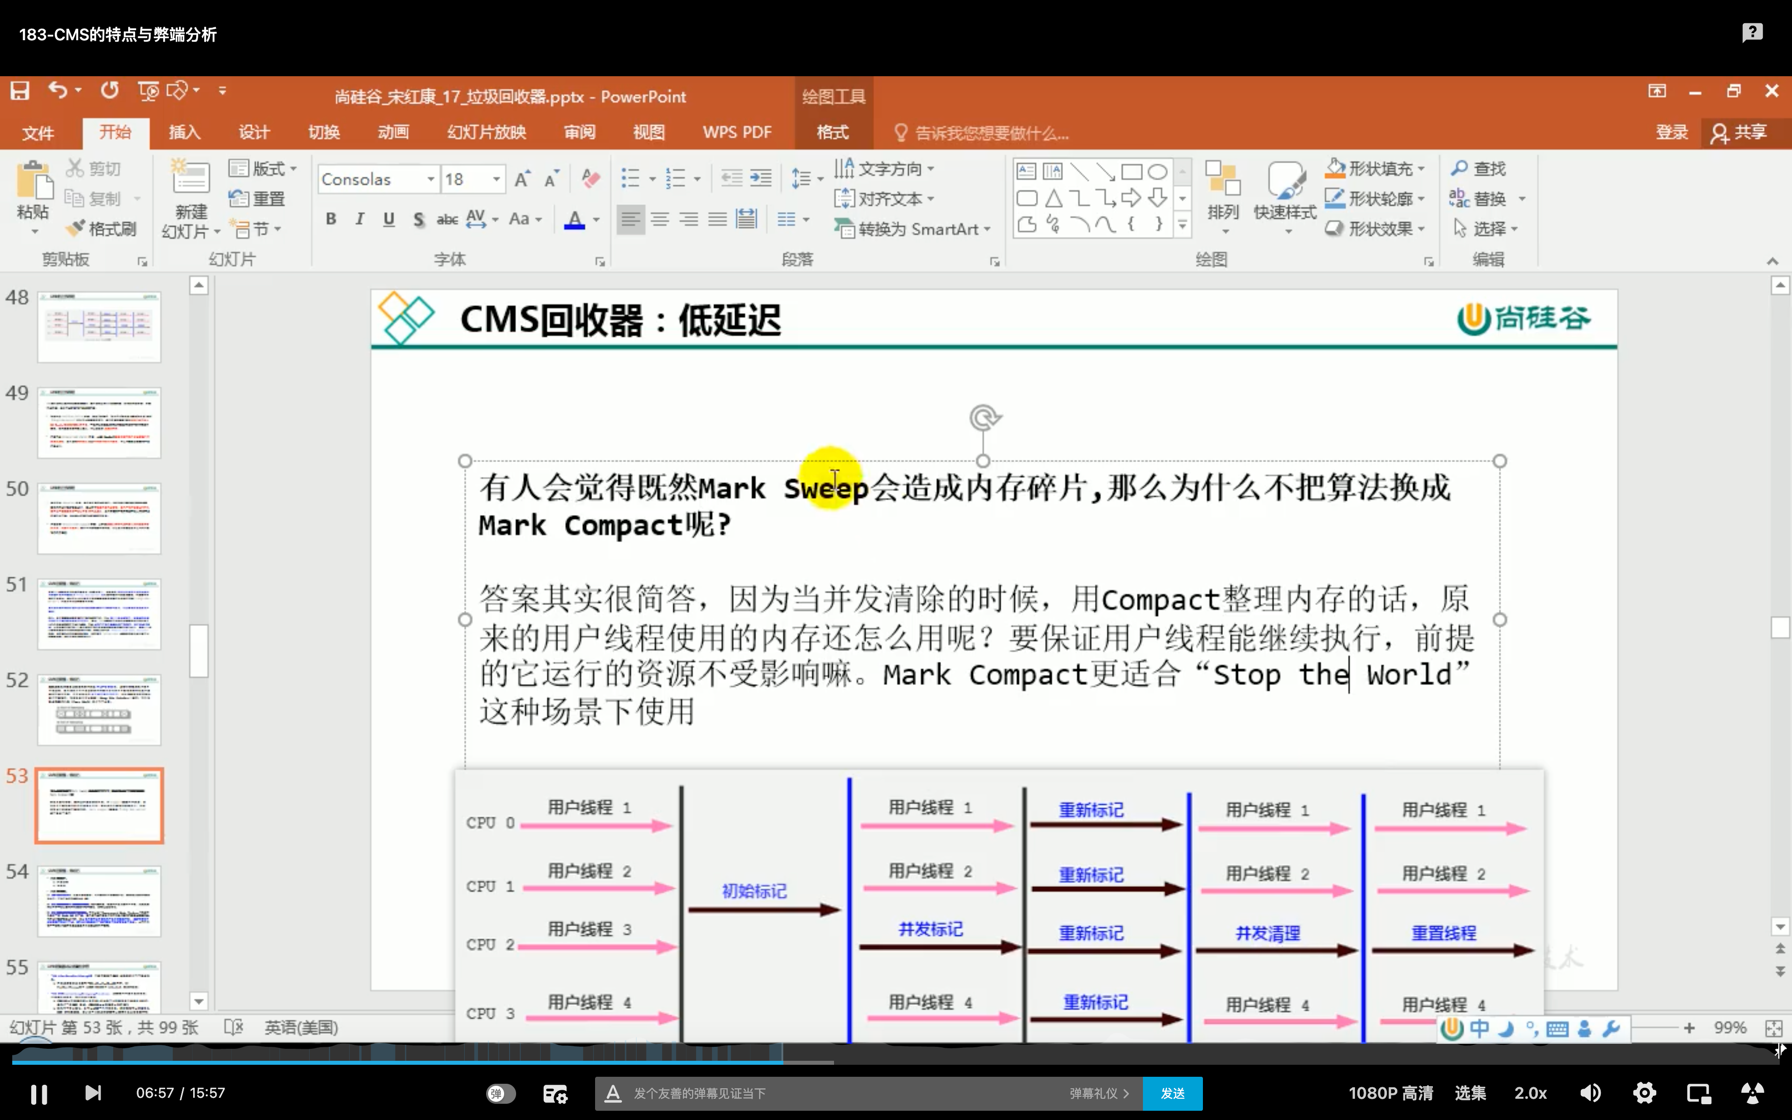 183-CMS的特点与弊端分析
尚硅谷_宋红康_17_垃圾回收器.pptx - PowerPoint
绘图工具
文件 开始 插入 设计 切换 动画 幻灯片放映 审阅 视图 WPS PDF 格式 告诉我您想要做什么... 登录 共享
粘贴
剪切
复制
格式刷
剪贴板
新建
幻灯片
版式
重置
节
幻灯片
Consolas 18
B I U S abc AV Aa A
字体
文字方向
对齐文本
转换为 SmartArt
段落
排列
快速样式
形状填充
形状轮廓
形状效果
绘图
查找
替换
选择
编辑
48
49
50
51
52
53
54
55
CMS回收器：低延迟
尚硅谷
有人会觉得既然Mark Sweep会造成内存碎片,那么为什么不把算法换成
Mark Compact呢?
答案其实很简答，因为当并发清除的时候，用Compact整理内存的话，原
来的用户线程使用的内存还怎么用呢？要保证用户线程能继续执行，前提
的它运行的资源不受影响嘛。Mark Compact更适合“Stop the World”
这种场景下使用
CPU 0 用户线程 1 用户线程 1 重新标记 用户线程 1 用户线程 1
CPU 1 用户线程 2 初始标记 用户线程 2 重新标记 用户线程 2 用户线程 2
CPU 2 用户线程 3 并发标记 重新标记 并发清理 重置线程
CPU 3 用户线程 4 用户线程 4 重新标记 用户线程 4 用户线程 4
幻灯片 第 53 张，共 99 张 英语(美国) 中 99%
06:57 / 15:57 弹 发个友善的弹幕见证当下 弹幕礼仪 发送 1080P 高清 选集 2.0x